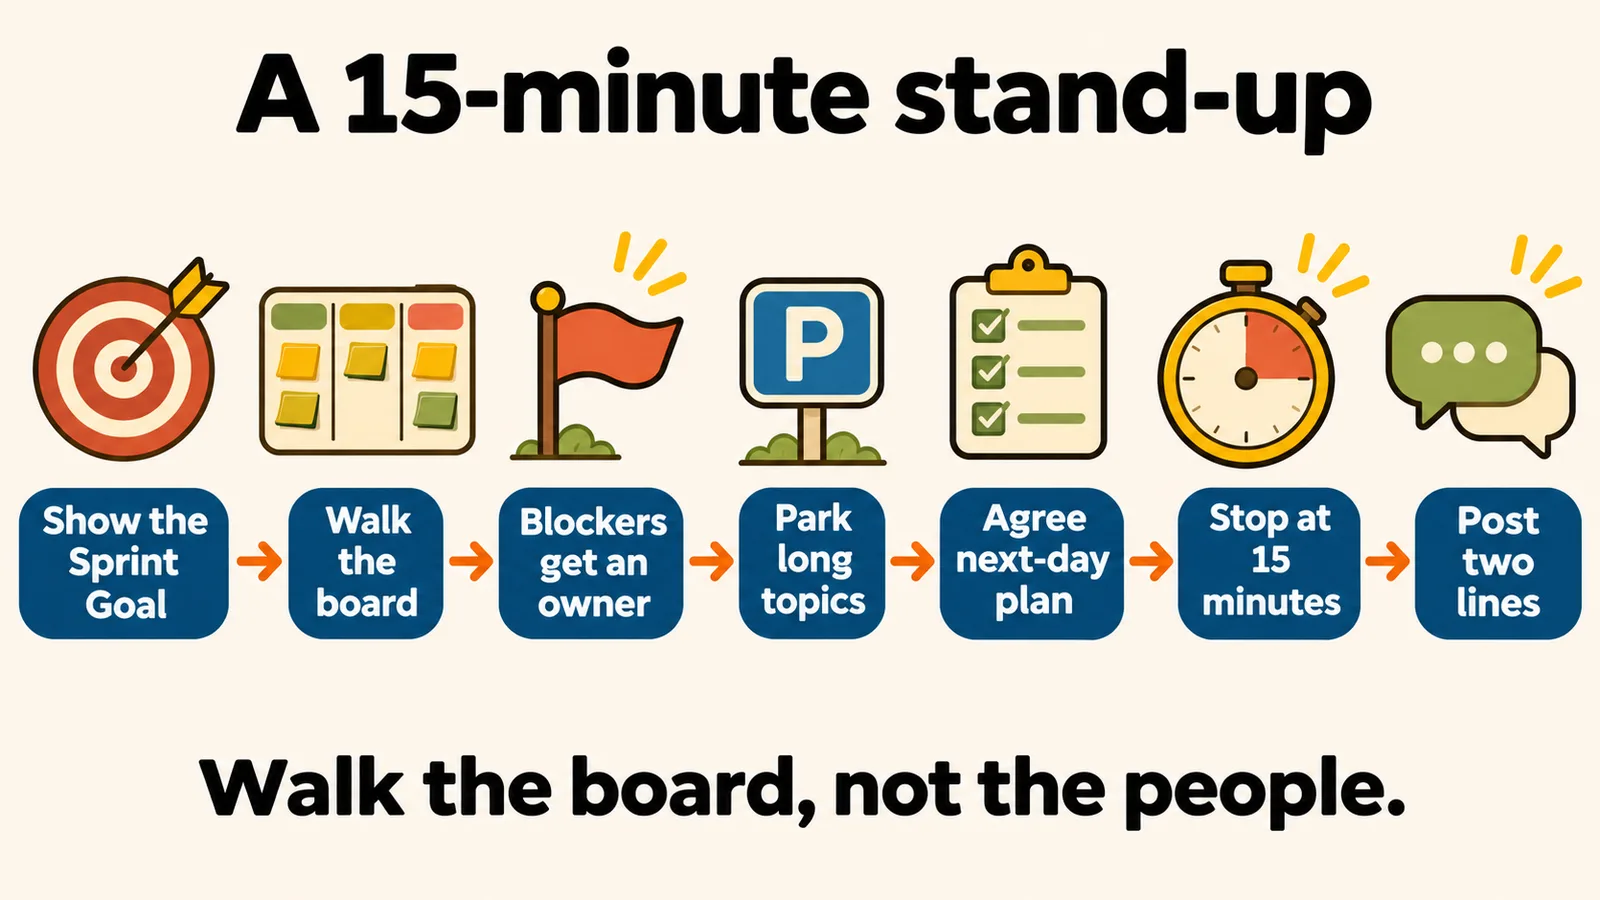 A 15-minute stand-up
P
Show the
Sprint
Goal
Walk
the
board
Blockers
get an
owner
Park
long
topics
Agree
next-day
plan
Stop at
15
minutes
Post
two
lines
Walk the board, not the people.